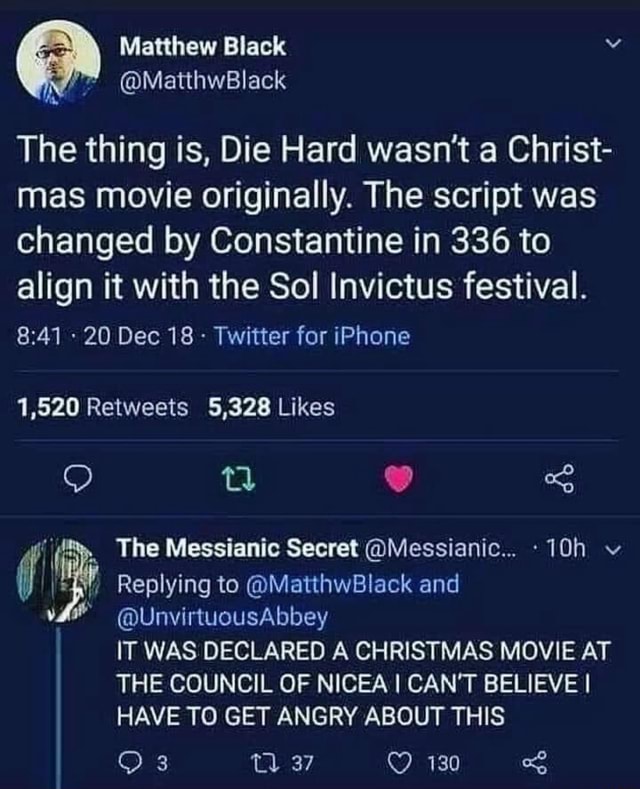 Matthew Black
@MatthwBlack
The thing is, Die Hard wasn't a Christ-
mas movie originally. The script was
changed by Constantine in 336 to
align it with the Sol Invictus festival.
8:41 · 20 Dec 18 · Twitter for iPhone
1,520 Retweets 5,328 Likes
The Messianic Secret @Messianic... · 10h
Replying to @MatthwBlack and
@UnvirtuousAbbey
IT WAS DECLARED A CHRISTMAS MOVIE AT
THE COUNCIL OF NICEA I CAN'T BELIEVE I
HAVE TO GET ANGRY ABOUT THIS
3 37 130